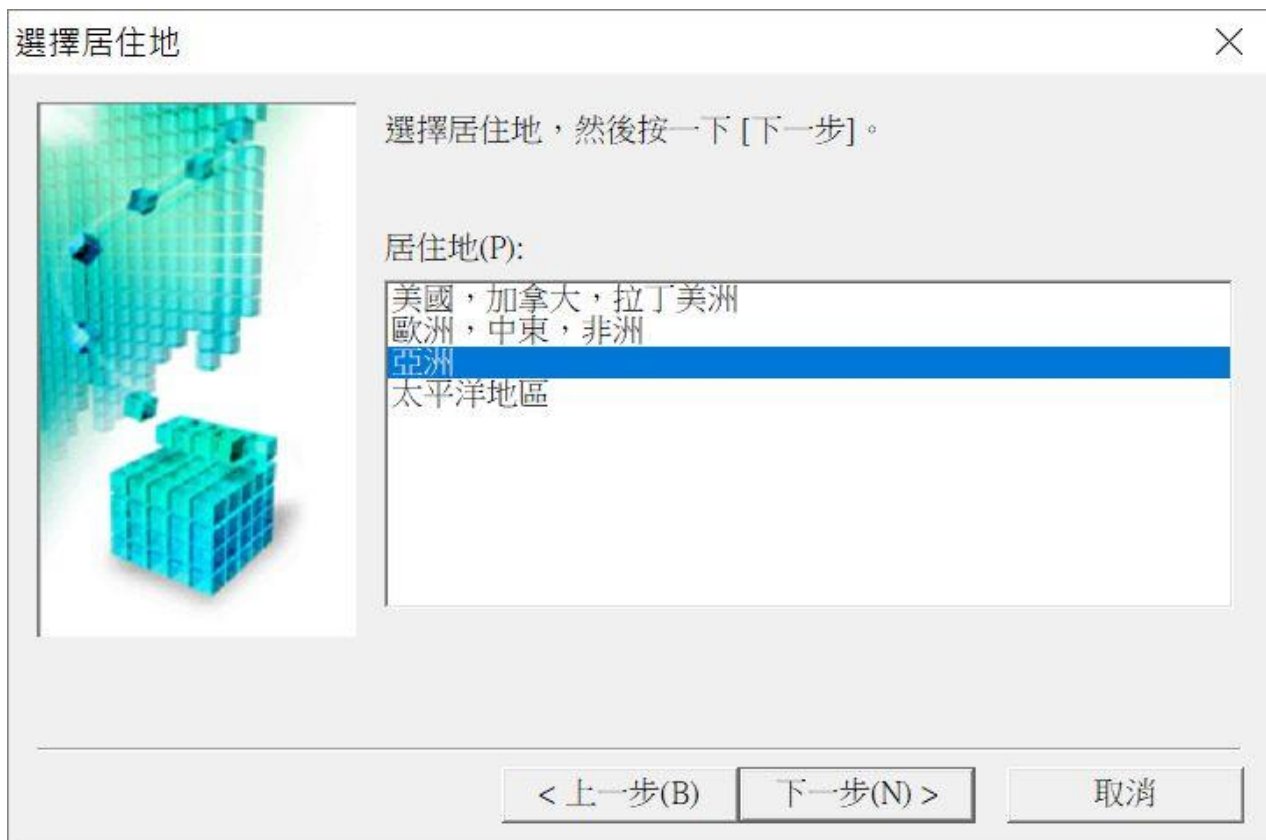 選擇居住地
選擇居住地，然後按一下 [下一步]。
居住地(P):
美國，加拿大，拉丁美洲
歐洲，中東，非洲
亞洲
太平洋地區
< 上一步(B)
下一步(N) >
取消